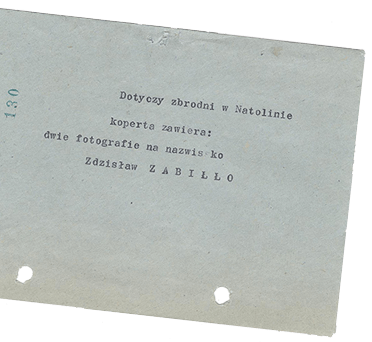 130
Dotyczy zbrodni w Natolinie
koperta zawiera:
dwie fotografie na nazwisko
Zdzisław Z A B I Ł Ł O